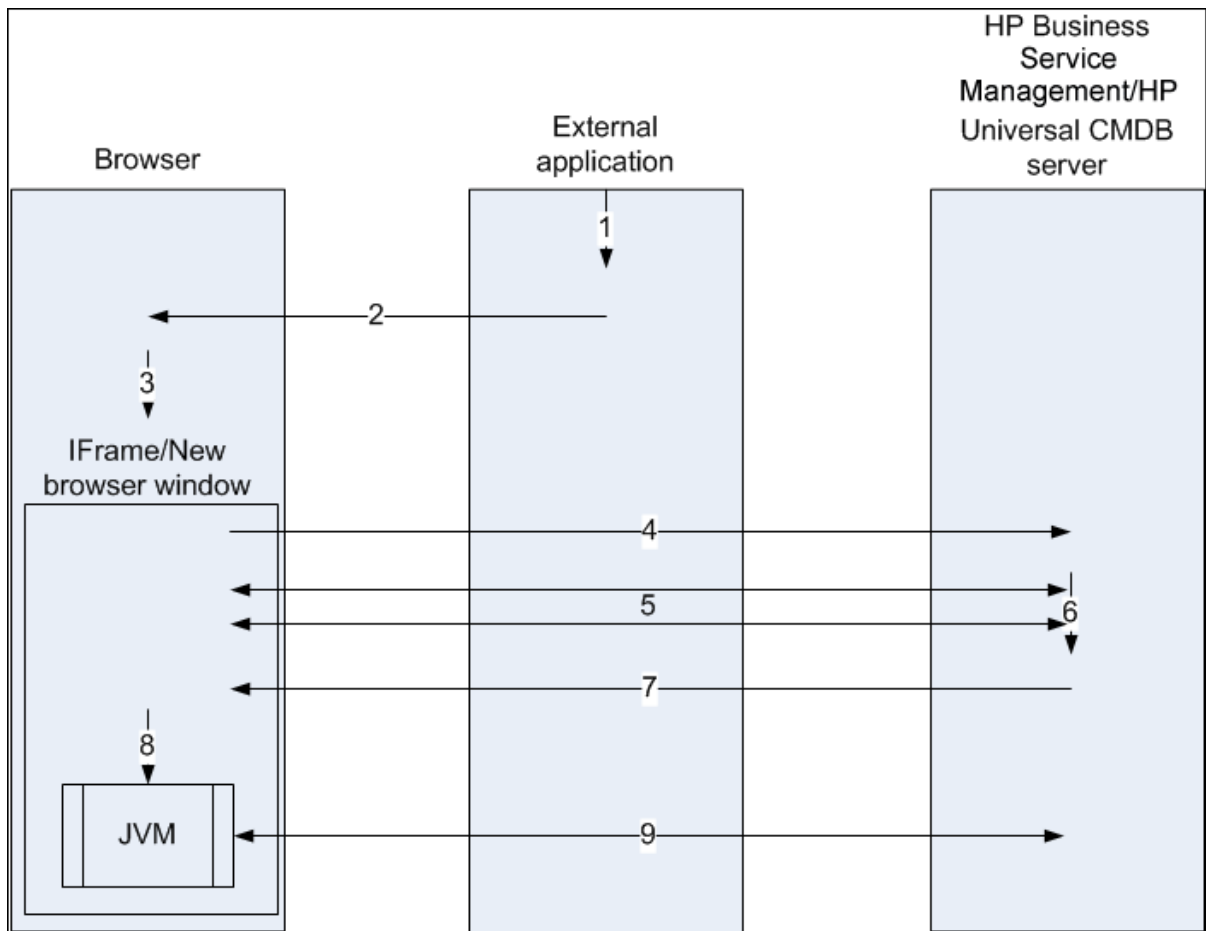 HP Business
Service
Management/HP
Universal CMDB
server
External
application
Browser
1
2
3
IFrame/New
browser window
4
5
6
7
8
JVM
9